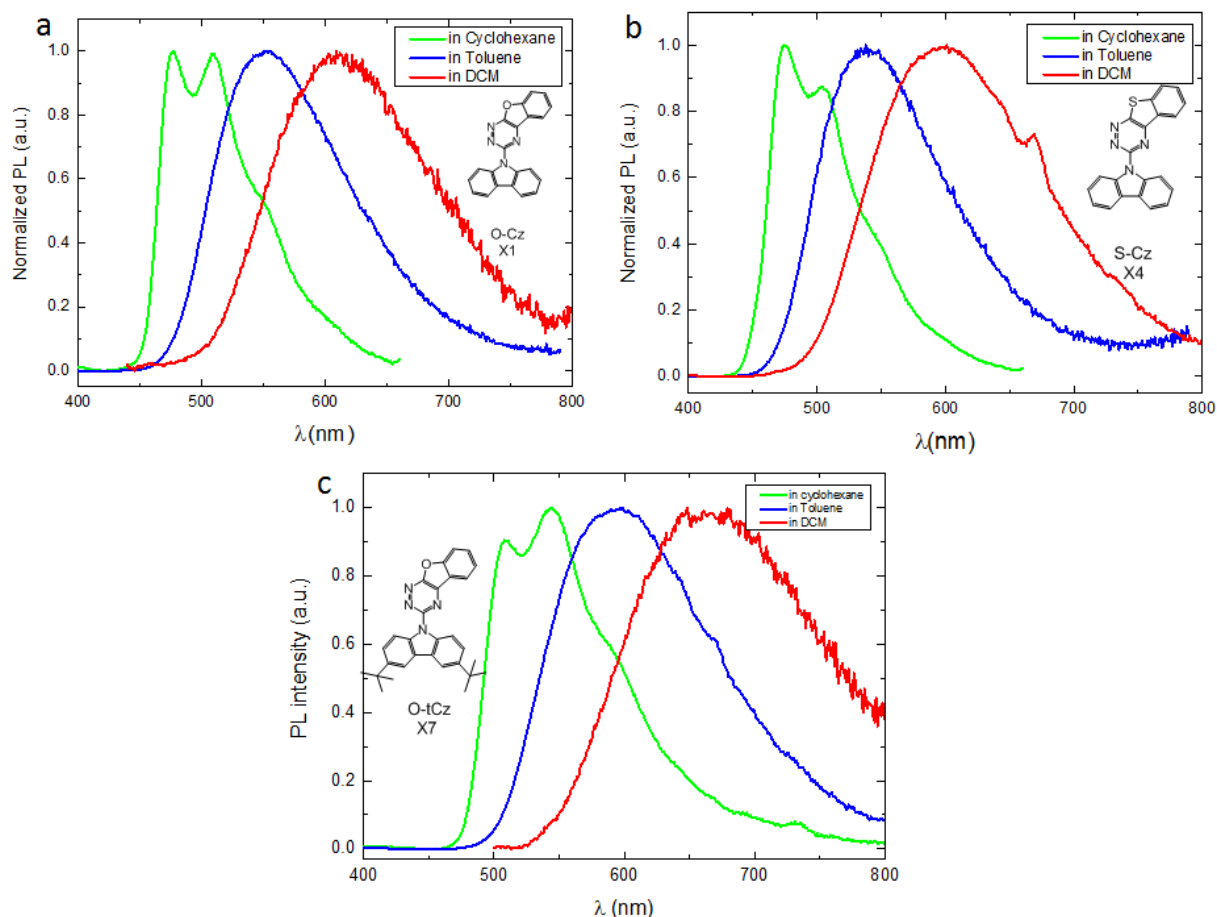 a
in Cyclohexane
in Toluene
in DCM
Normalized PL (a.u.)
1.0
0.8
0.6
0.4
0.2
0.0
O
N
N
N
N
O-Cz
X1
400
500
600
700
800
λ(nm)
b
in Cyclohexane
in Toluene
in DCM
Normalized PL (a.u.)
1.0
0.8
0.6
0.4
0.2
0.0
S
N
N
N
N
S-Cz
X4
400
500
600
700
800
λ(nm)
c
in cyclohexane
in Toluene
in DCM
PL intensity (a.u.)
1.0
0.8
0.6
0.4
0.2
0.0
O
N
N
N
N
O-tCz
X7
400
500
600
700
800
λ (nm)